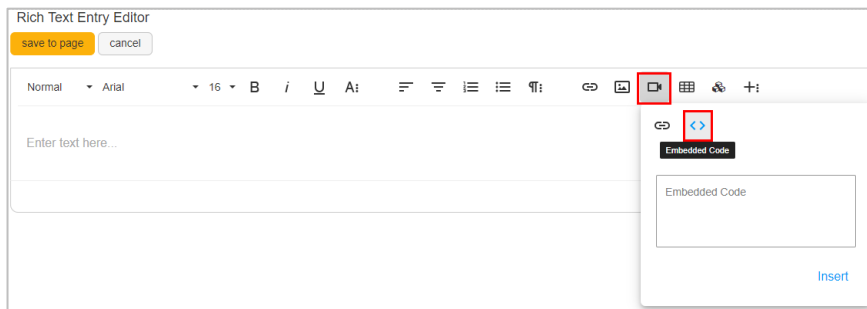 Rich Text Entry Editor
save to page cancel
Normal Arial 16 B i U A:
Enter text here...
Embedded Code
Embedded Code
Insert